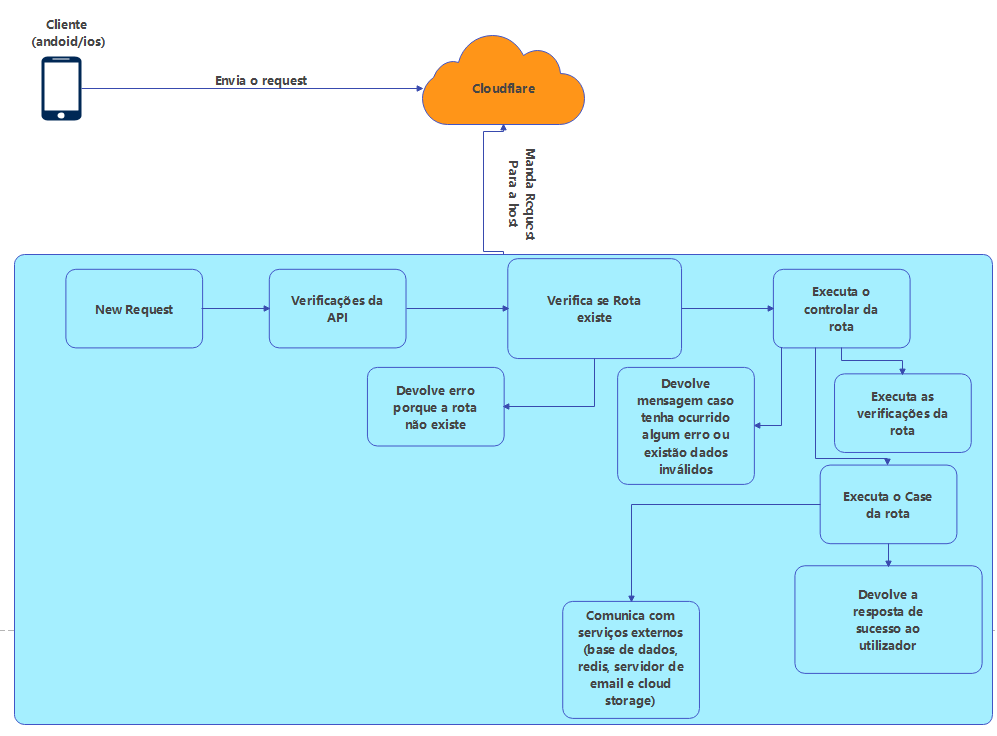 Cliente
(andoid/ios)
Envia o request
Cloudflare
Manda Request
Para a host
New Request
Verificações da
API
Verifica se Rota
existe
Executa o
controlar da
rota
Devolve erro
porque a rota
não existe
Devolve
mensagem caso
tenha ocurrido
algum erro ou
existão dados
inválidos
Executa as
verificações da
rota
Executa o Case
da rota
Devolve a
resposta de
sucesso ao
utilizador
Comunica com
serviços externos
(base de dados,
redis, servidor de
email e cloud
storage)